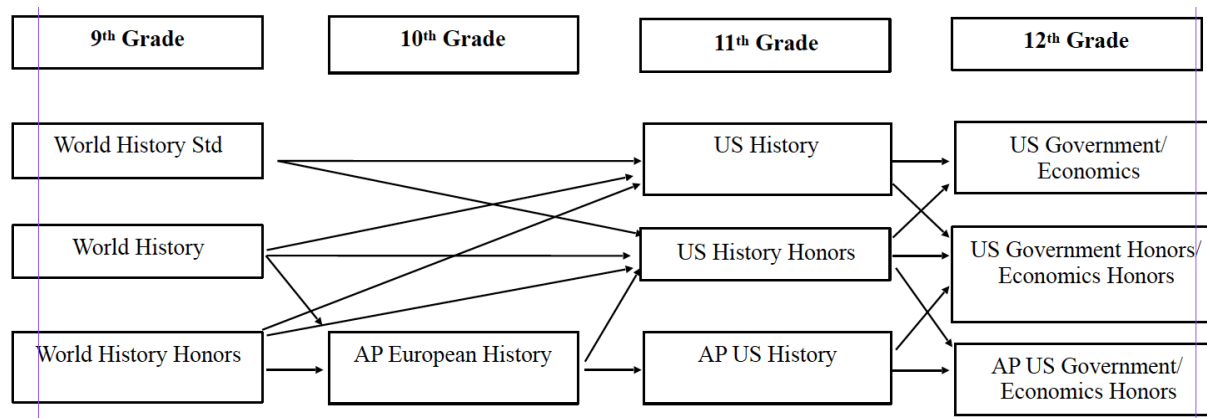 9th Grade
10th Grade
11th Grade
12th Grade
World History Std
US History
US Government/
Economics
World History
US History Honors
US Government Honors/
Economics Honors
World History Honors
AP European History
AP US History
AP US Government/
Economics Honors